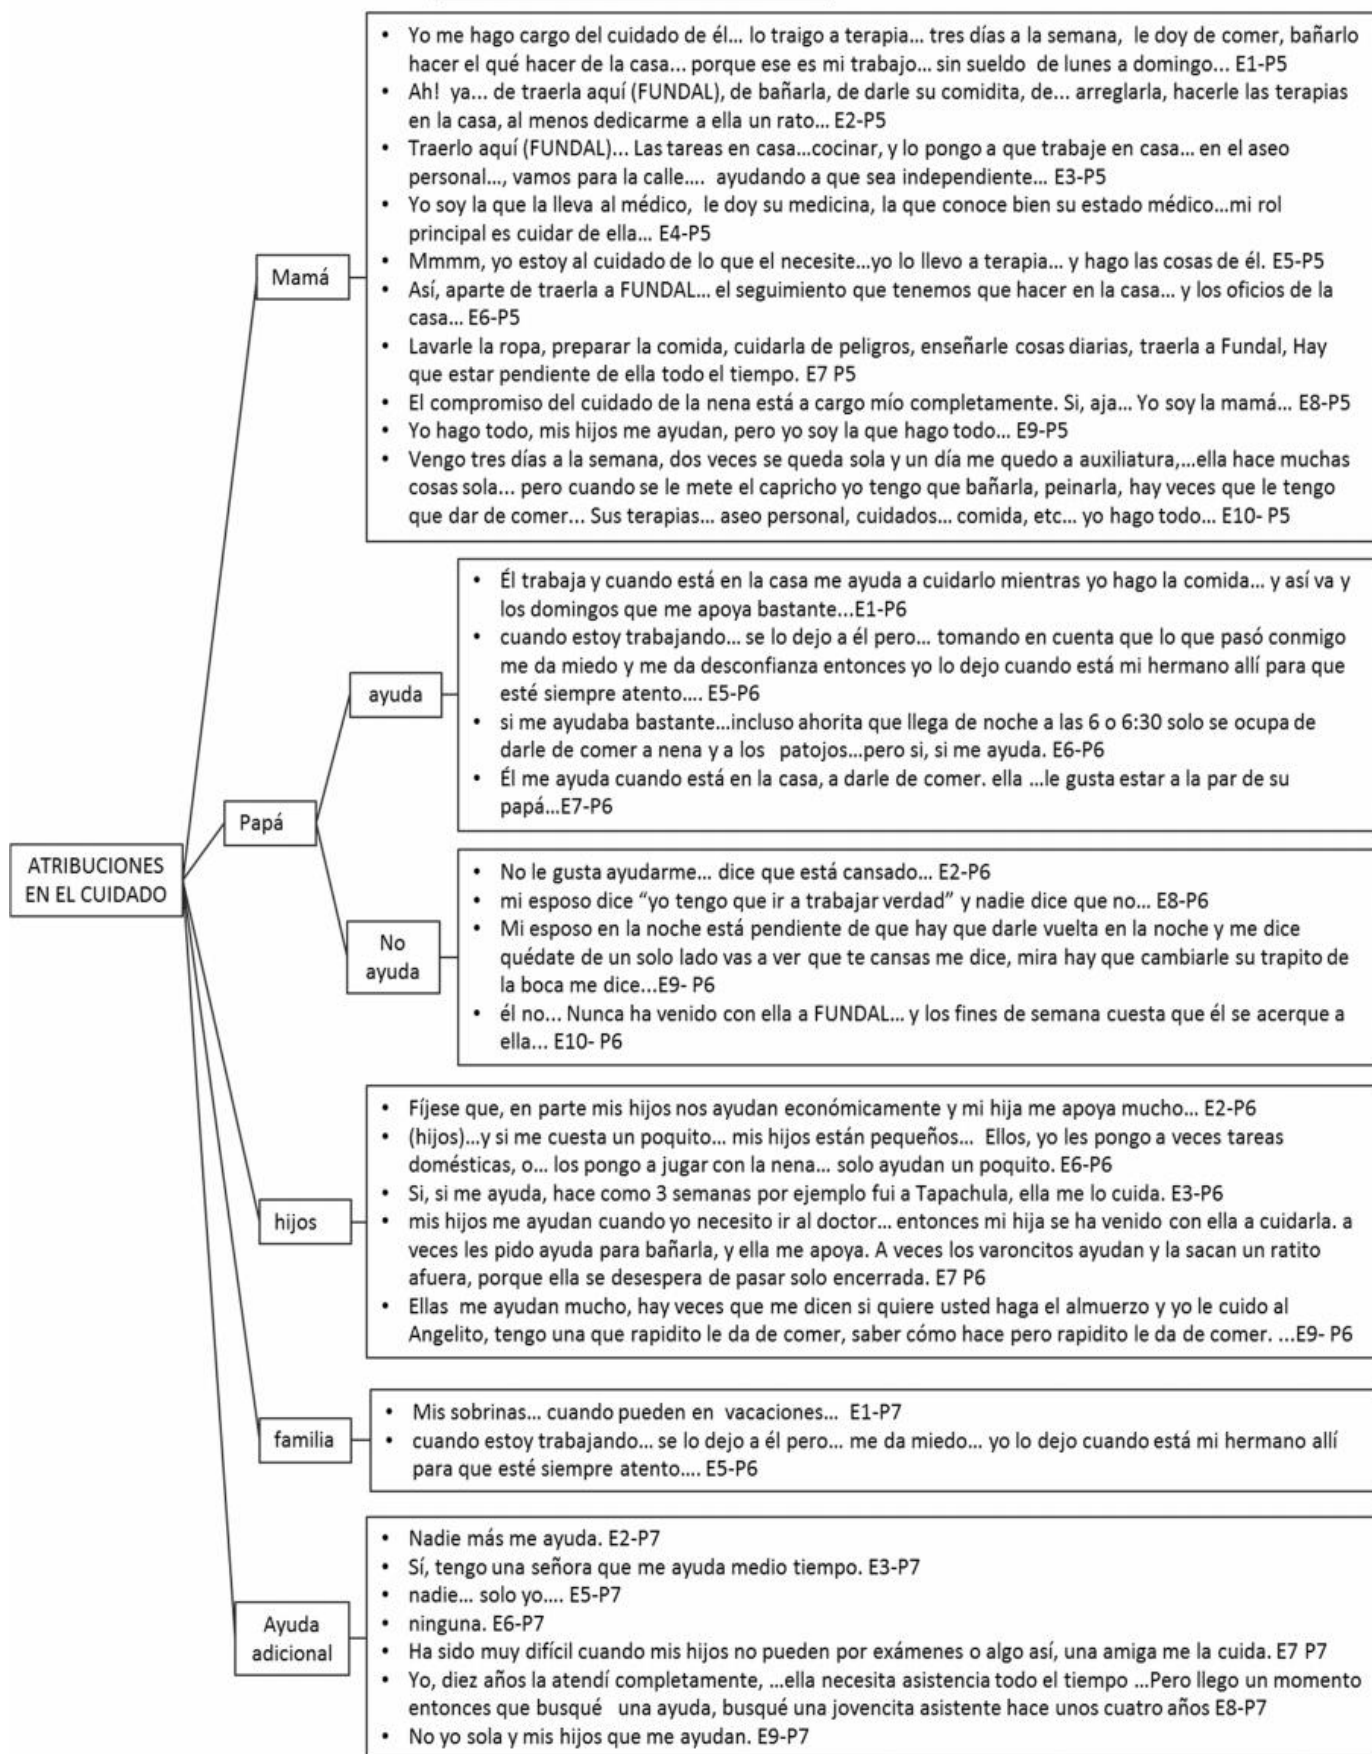 • Yo me hago cargo del cuidado de él... lo traigo a terapia... tres días a la semana, le doy de comer, bañarlo
hacer el qué hacer de la casa... porque ese es mi trabajo... sin sueldo de lunes a domingo... E1-P5
• Ah! ya... de traerla aquí (FUNDAL), de bañarla, de darle su comidita, de... arreglarla, hacerle las terapias
en la casa, al menos dedicarme a ella un rato... E2-P5
• Traerlo aquí (FUNDAL)... Las tareas en casa...cocinar, y lo pongo a que trabaje en casa... en el aseo
personal..., vamos para la calle.... ayudando a que sea independiente... E3-P5
• Yo soy la que la lleva al médico, le doy su medicina, la que conoce bien su estado médico...mi rol
principal es cuidar de ella... E4-P5
Mamá
• Mmmm, yo estoy al cuidado de lo que el necesite...yo lo llevo a terapia... y hago las cosas de él. E5-P5
• Así, aparte de traerla a FUNDAL... el seguimiento que tenemos que hacer en la casa... y los oficios de la
casa... E6-P5
• Lavarle la ropa, preparar la comida, cuidarla de peligros, enseñarle cosas diarias, traerla a Fundal, Hay
que estar pendiente de ella todo el tiempo. E7 P5
• El compromiso del cuidado de la nena está a cargo mío completamente. Si, aja... Yo soy la mamá... E8-P5
• Yo hago todo, mis hijos me ayudan, pero yo soy la que hago todo... E9-P5
• Vengo tres días a la semana, dos veces se queda sola y un día me quedo a auxiliatura,...ella hace muchas
cosas sola... pero cuando se le mete el capricho yo tengo que bañarla, peinarla, hay veces que le tengo
que dar de comer... Sus terapias... aseo personal, cuidados... comida, etc... yo hago todo... E10- P5
• Él trabaja y cuando está en la casa me ayuda a cuidarlo mientras yo hago la comida... y así va y
los domingos que me apoya bastante...E1-P6
• cuando estoy trabajando... se lo dejo a él pero... tomando en cuenta que lo que pasó conmigo
me da miedo y me da desconfianza entonces yo lo dejo cuando está mi hermano allí para que
esté siempre atento.... E5-P6
ayuda
• si me ayudaba bastante...incluso ahorita que llega de noche a las 6 o 6:30 solo se ocupa de
darle de comer a nena y a los patojos...pero si, si me ayuda. E6-P6
• Él me ayuda cuando está en la casa, a darle de comer. ella ...le gusta estar a la par de su
papá...E7-P6
Papá
ATRIBUCIONES
EN EL CUIDADO
• No le gusta ayudarme... dice que está cansado... E2-P6
• mi esposo dice “yo tengo que ir a trabajar verdad” y nadie dice que no... E8-P6
No
ayuda
• Mi esposo en la noche está pendiente de que hay que darle vuelta en la noche y me dice
quédate de un solo lado vas a ver que te cansas me dice, mira hay que cambiarle su trapito de
la boca me dice...E9- P6
• él no... Nunca ha venido con ella a FUNDAL... y los fines de semana cuesta que él se acerque a
ella... E10- P6
• Fíjese que, en parte mis hijos nos ayudan económicamente y mi hija me apoya mucho... E2-P6
• (hijos)...y si me cuesta un poquito... mis hijos están pequeños... Ellos, yo les pongo a veces tareas
domésticas, o... los pongo a jugar con la nena... solo ayudan un poquito. E6-P6
• Si, si me ayuda, hace como 3 semanas por ejemplo fui a Tapachula, ella me lo cuida. E3-P6
hijos
• mis hijos me ayudan cuando yo necesito ir al doctor... entonces mi hija se ha venido con ella a cuidarla. a
veces les pido ayuda para bañarla, y ella me apoya. A veces los varoncitos ayudan y la sacan un ratito
afuera, porque ella se desespera de pasar solo encerrada. E7 P6
• Ellas me ayudan mucho, hay veces que me dicen si quiere usted haga el almuerzo y yo le cuido al
Angelito, tengo una que rapidito le da de comer, saber cómo hace pero rapidito le da de comer. ...E9- P6
• Mis sobrinas... cuando pueden en vacaciones... E1-P7
familia
• cuando estoy trabajando... se lo dejo a él pero... me da miedo... yo lo dejo cuando está mi hermano allí
para que esté siempre atento.... E5-P6
• Nadie más me ayuda. E2-P7
• Sí, tengo una señora que me ayuda medio tiempo. E3-P7
• nadie... solo yo.... E5-P7
• ninguna. E6-P7
Ayuda
adicional
• Ha sido muy difícil cuando mis hijos no pueden por exámenes o algo así, una amiga me la cuida. E7 P7
• Yo, diez años la atendí completamente, ...ella necesita asistencia todo el tiempo ...Pero llego un momento
entonces que busqué una ayuda, busqué una jovencita asistente hace unos cuatro años E8-P7
• No yo sola y mis hijos que me ayudan. E9-P7